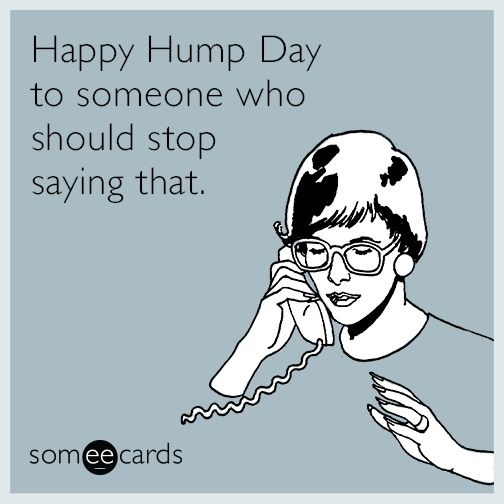 Happy Hump Day
to someone who
should stop
saying that.
someecards